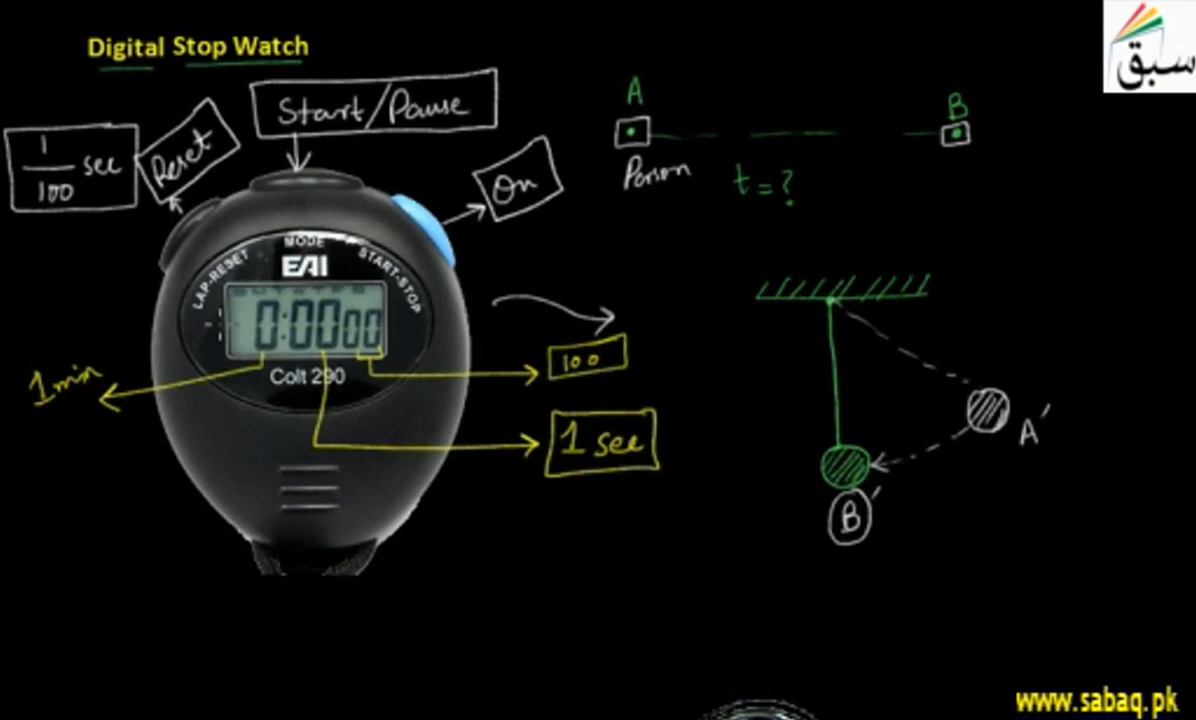 Digital Stop Watch
سبق
1/100 sec
Reset
Start/Pause
On
A
B
Person
t = ?
MODE
LAP-RESET
START-STOP
EAI
0:0000
Colt 290
1 min
100
1 sec
A'
B'
www.sabaq.pk